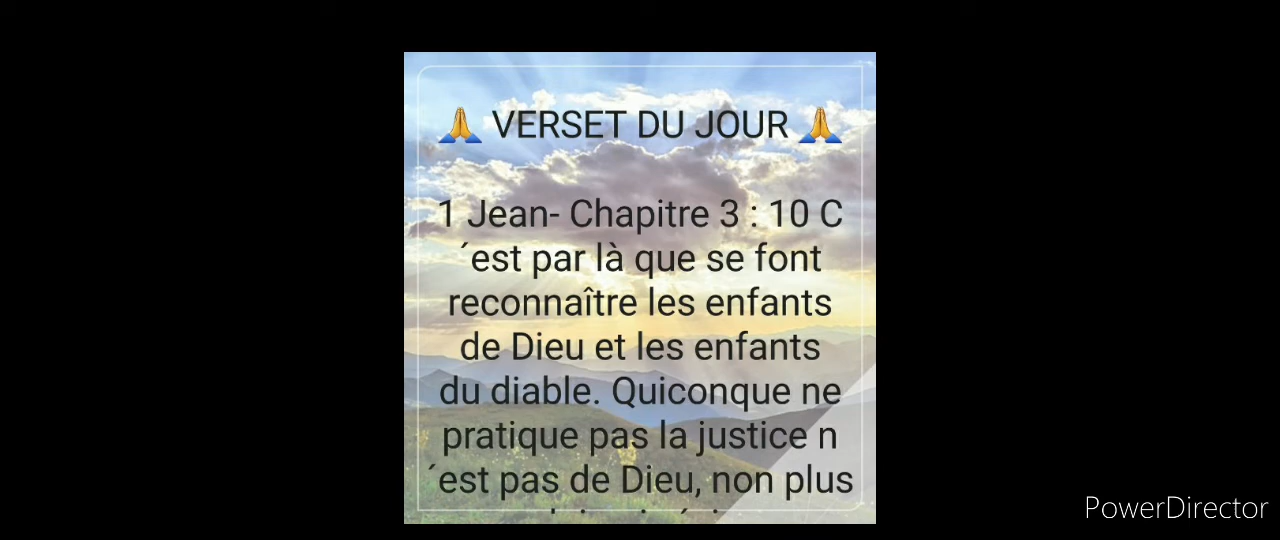 🙏 VERSET DU JOUR 🙏
1 Jean- Chapitre 3 : 10 C
´est par là que se font
reconnaître les enfants
de Dieu et les enfants
du diable. Quiconque ne
pratique pas la justice n
´est pas de Dieu, non plus
PowerDirector